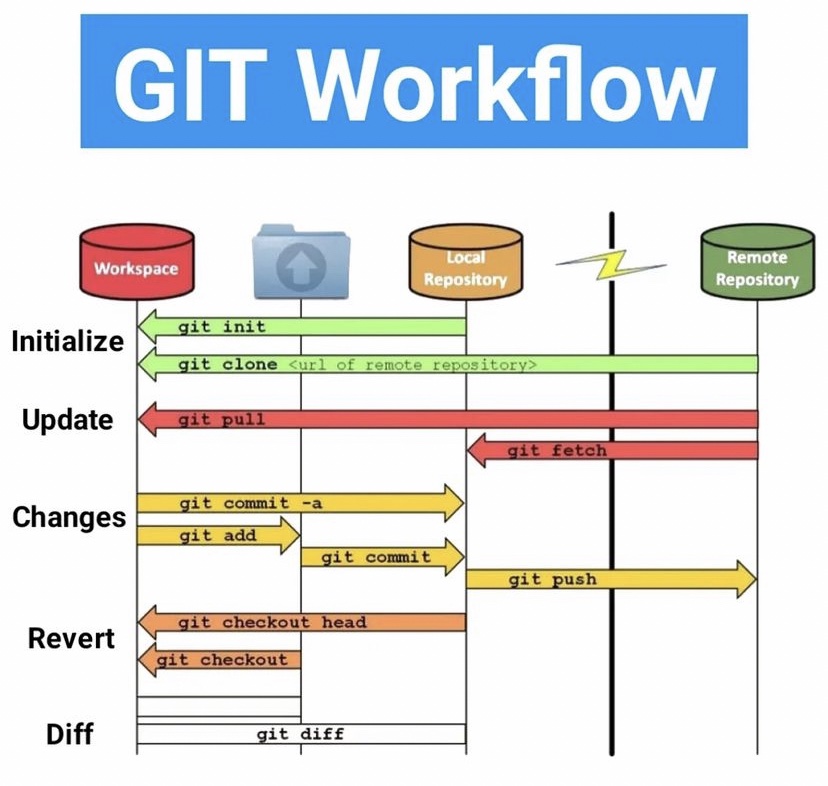 GIT Workflow
Workspace
Local
Repository
Remote
Repository
Initialize
git init
git clone <url of remote repository>
Update
git pull
git fetch
Changes
git commit -a
git add
git commit
git push
Revert
git checkout head
git checkout
Diff
git diff